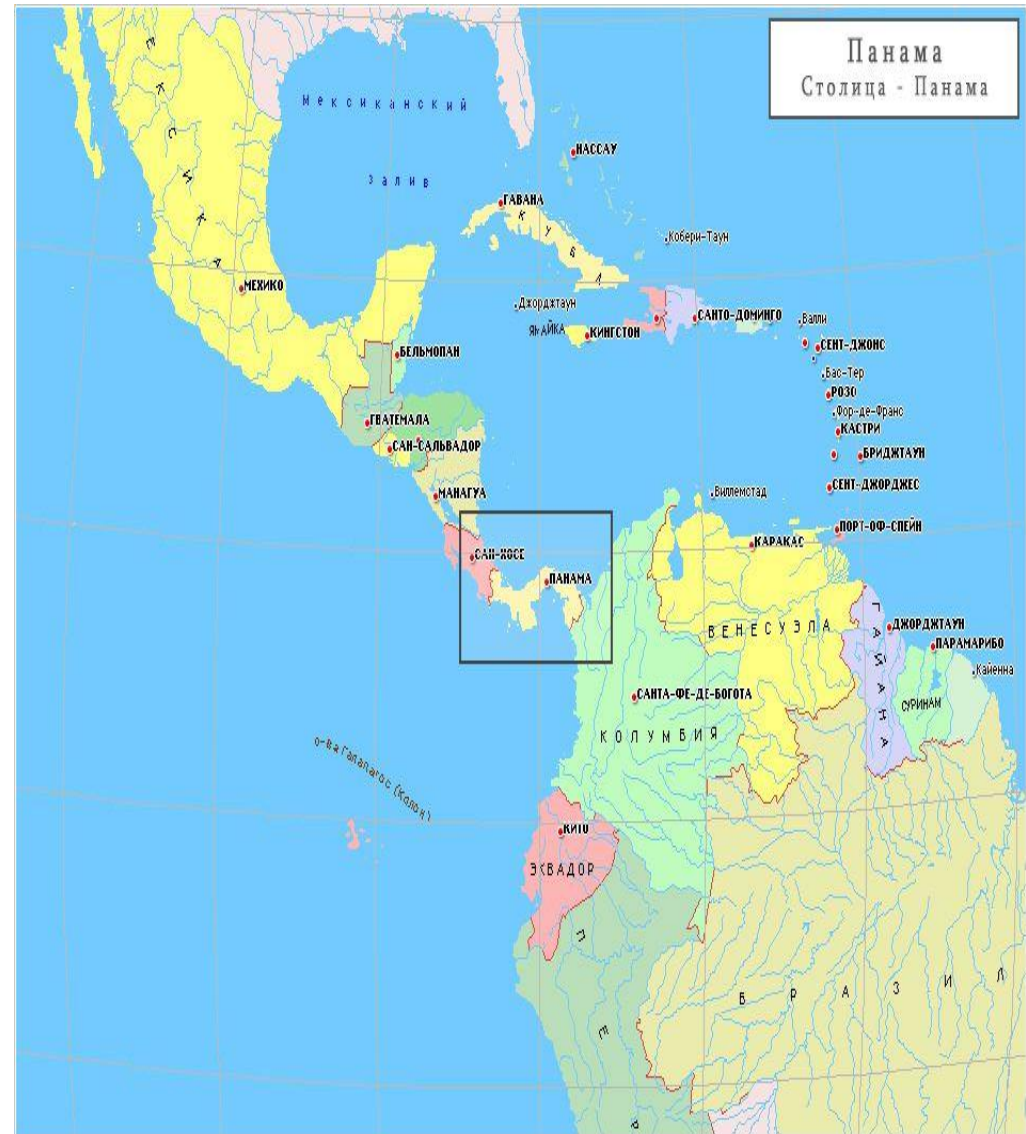 Панама
Столица - Панама
МЕКСИКА
Мексиканский
залив
НАССАУ
ГАВАНА
КУБА
Кобери-Таун
МЕХИКО
Джорджтаун
ЯМАЙКА
КИНГСТОН
САНТО-ДОМИНГО
Валли
СЕНТ-ДЖОНС
БЕЛЬМОПАН
Бас-Тер
РОЗО
Фор-де-Франс
КАСТРИ
ГВАТЕМАЛА
САН-САЛЬВАДОР
БРИДЖТАУН
МАНАГУА
Виллемстад
СЕНТ-ДЖОРДЖЕС
ПОРТ-ОФ-СПЕЙН
САН-ХОСЕ
КАРАКАС
ПАНАМА
ВЕНЕСУЭЛА
ГАЙАНА
ДЖОРДЖТАУН
ПАРАМАРИБО
Кайенна
САНТА-ФЕ-ДЕ-БОГОТА
СУРИНАМ
КОЛУМБИЯ
о-ва Галапагос (Колон)
КИТО
ЭКВАДОР
ПЕР
БРАЗИЛ